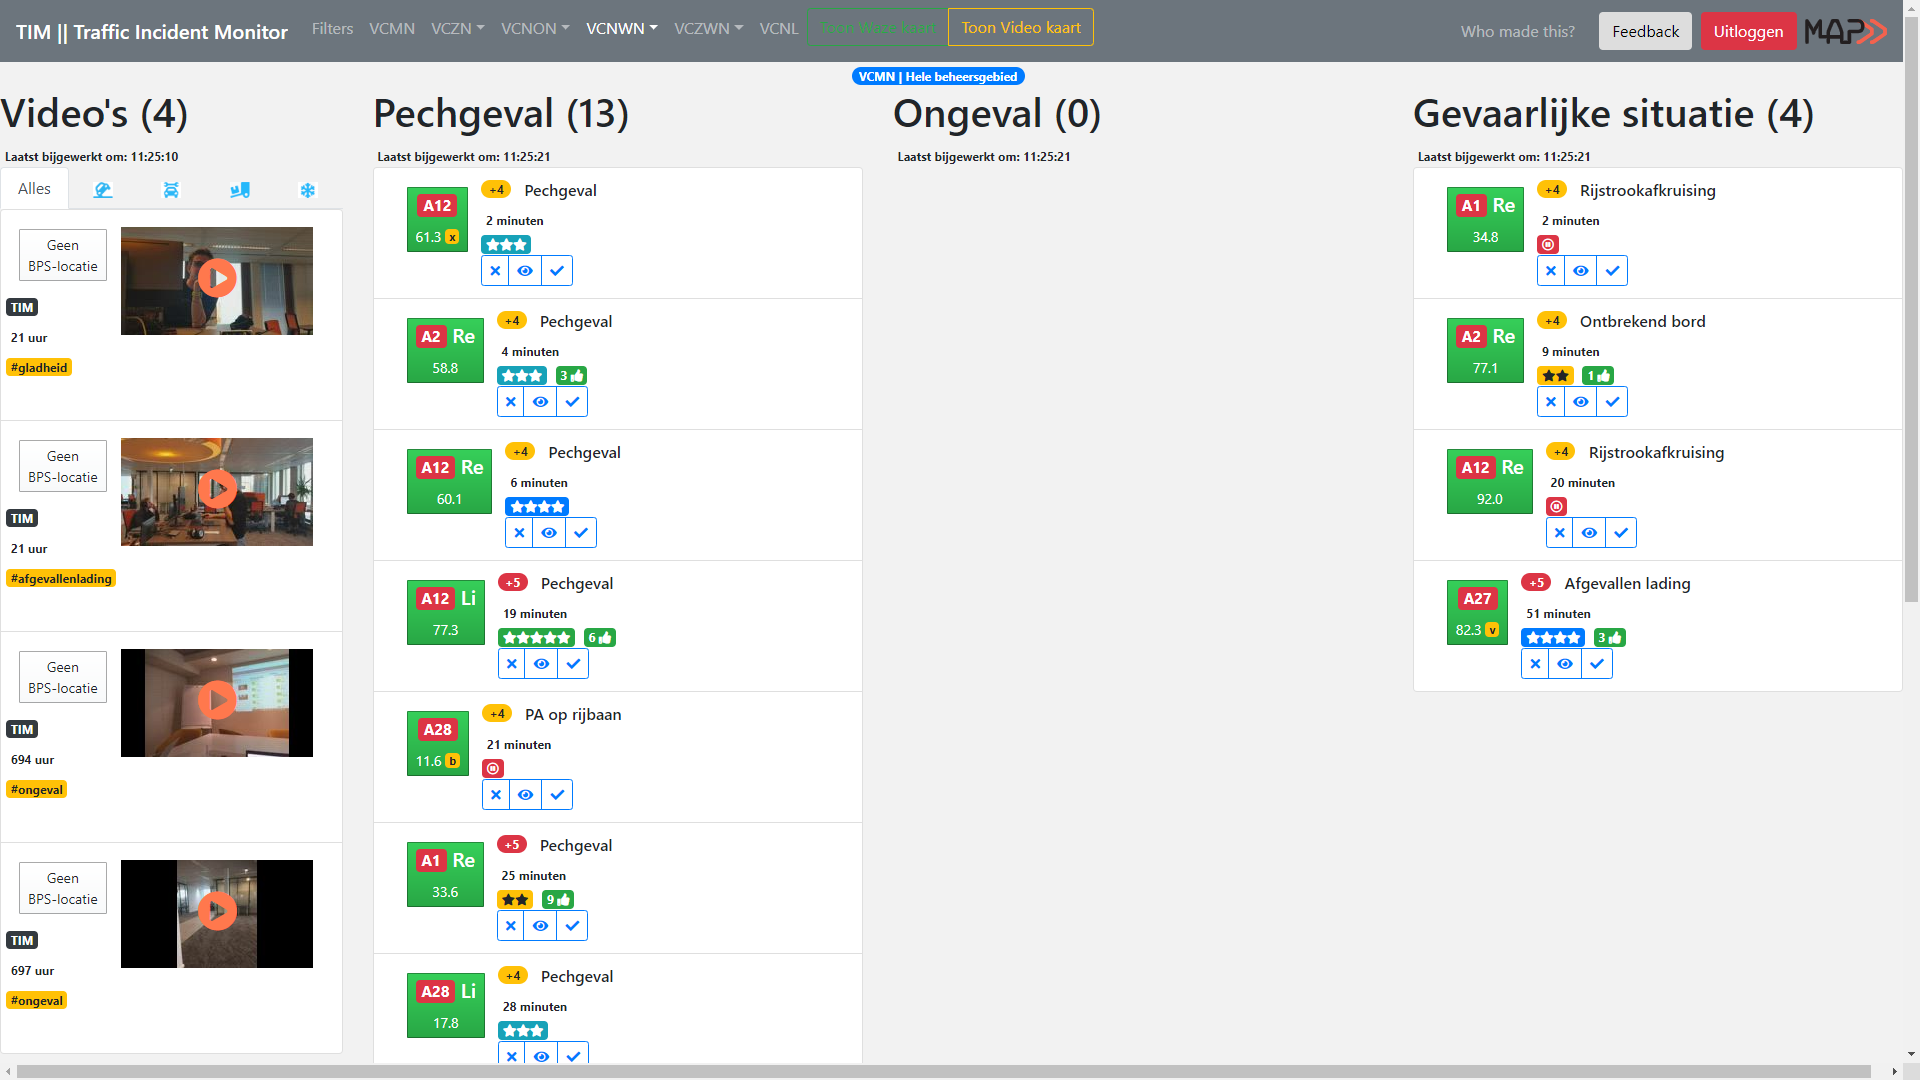 TIM || Traffic Incident Monitor
Filters
VCMN
VCZN
VCNON
VCNWN
VCZWN
VCNL
Toon Waze kaart
Toon Video kaart
Who made this?
Feedback
Uitloggen
MAP
VCMN | Hele beheersgebied
Video's (4)
Laatst bijgewerkt om: 11:25:10
Alles
Geen
BPS-locatie
TIM
21 uur
#gladheid
Geen
BPS-locatie
TIM
21 uur
#afgevallenlading
Geen
BPS-locatie
TIM
694 uur
#ongeval
Geen
BPS-locatie
TIM
697 uur
#ongeval
Pechgeval (13)
Laatst bijgewerkt om: 11:25:21
A12
61.3 x
+4 Pechgeval
2 minuten
A2 Re
58.8
+4 Pechgeval
4 minuten
3
A12 Re
60.1
+4 Pechgeval
6 minuten
A12 Li
77.3
+5 Pechgeval
19 minuten
6
A28
11.6 b
+4 PA op rijbaan
21 minuten
A1 Re
33.6
+5 Pechgeval
25 minuten
9
A28 Li
17.8
+4 Pechgeval
28 minuten
Ongeval (0)
Laatst bijgewerkt om: 11:25:21
Gevaarlijke situatie (4)
Laatst bijgewerkt om: 11:25:21
A1 Re
34.8
+4 Rijstrookafkruising
2 minuten
A2 Re
77.1
+4 Ontbrekend bord
9 minuten
1
A12 Re
92.0
+4 Rijstrookafkruising
20 minuten
A27
82.3 v
+5 Afgevallen lading
51 minuten
3